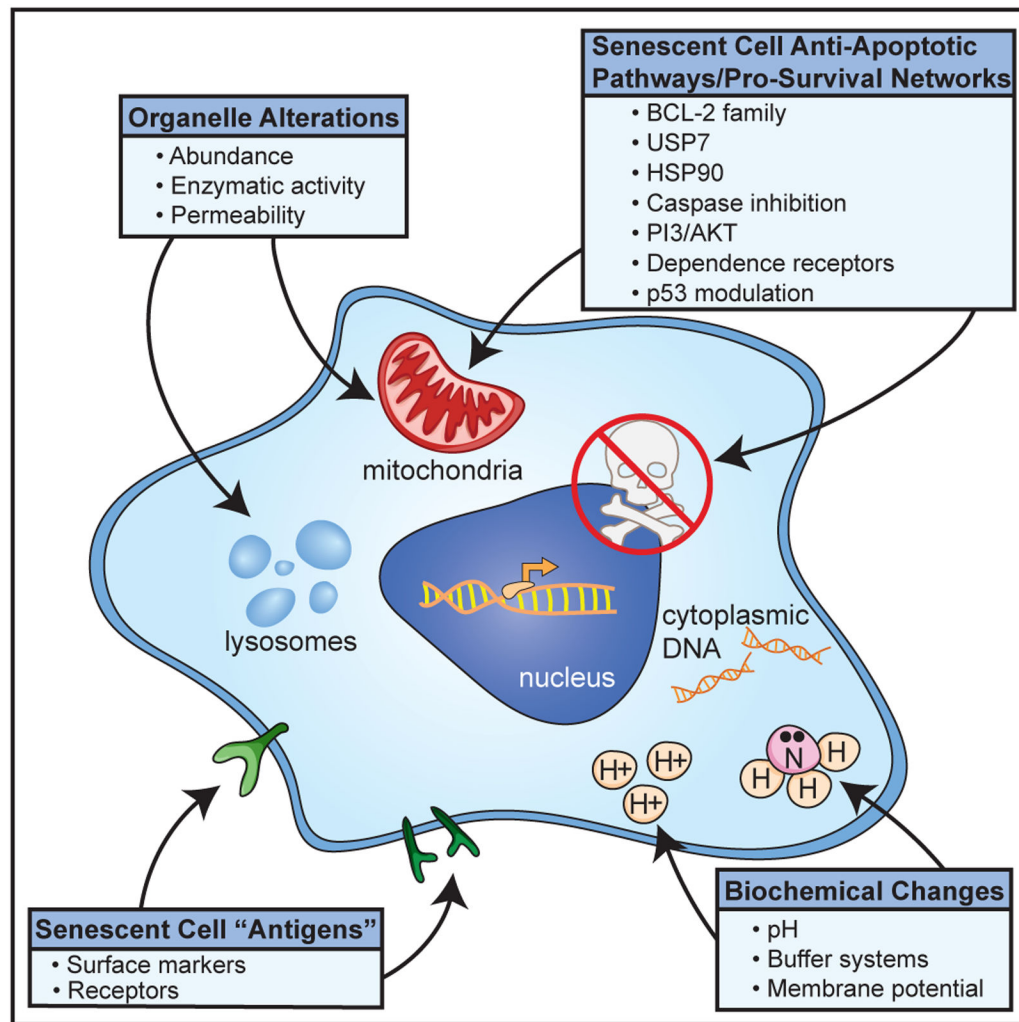 Senescent Cell Anti-Apoptotic
Pathways/Pro-Survival Networks
• BCL-2 family
• USP7
• HSP90
• Caspase inhibition
• PI3/AKT
• Dependence receptors
• p53 modulation
Organelle Alterations
• Abundance
• Enzymatic activity
• Permeability
mitochondria
lysosomes
nucleus
cytoplasmic
DNA
H+
H+
H+
N
H
H
H
Senescent Cell “Antigens”
• Surface markers
• Receptors
Biochemical Changes
• pH
• Buffer systems
• Membrane potential